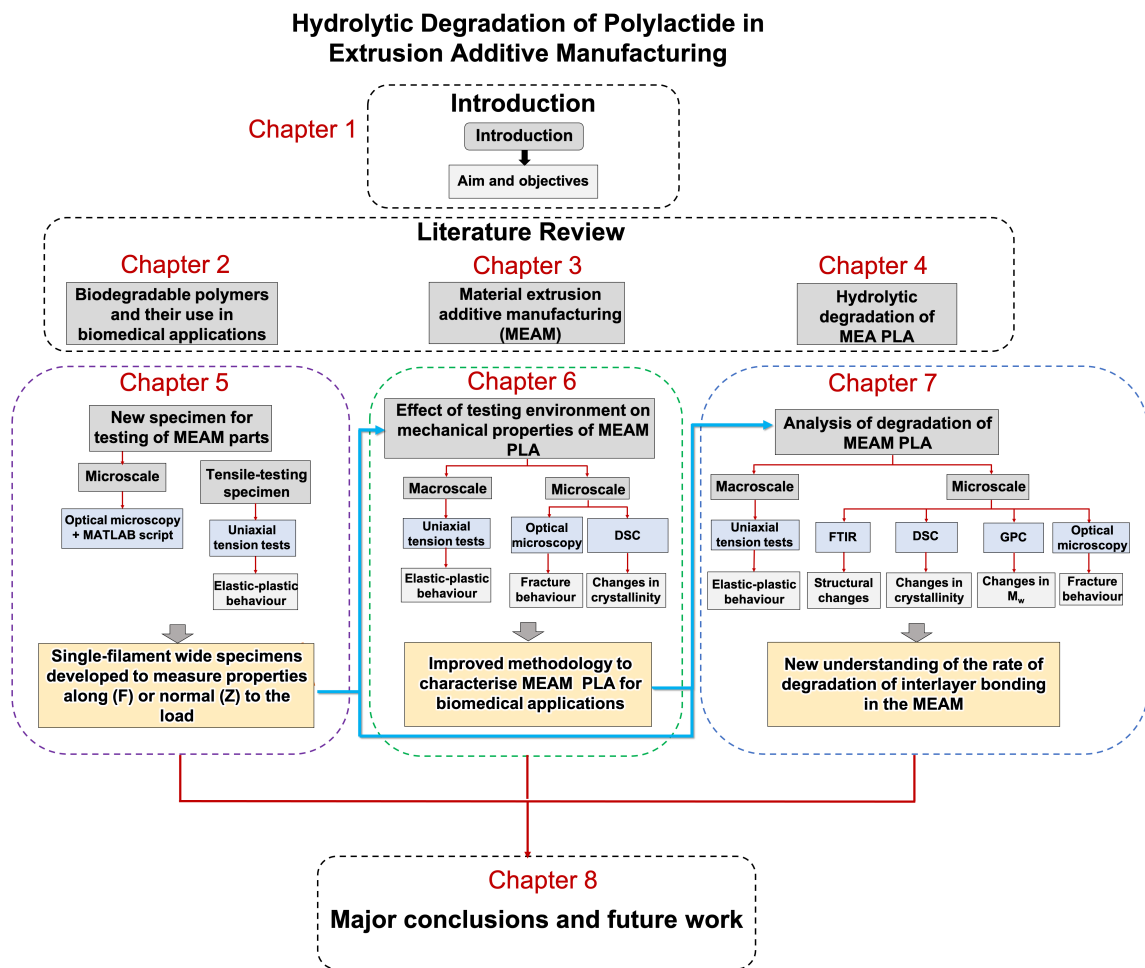 Hydrolytic Degradation of Polylactide in
Extrusion Additive Manufacturing
Introduction
Chapter 1
Introduction
Aim and objectives
Literature Review
Chapter 2
Biodegradable polymers
and their use in
biomedical applications
Chapter 3
Material extrusion
additive manufacturing
(MEAM)
Chapter 4
Hydrolytic
degradation of
MEA PLA
Chapter 5
New specimen for
testing of MEAM parts
Microscale
Optical microscopy
+ MATLAB script
Tensile-testing
specimen
Uniaxial
tension tests
Elastic-plastic
behaviour
Single-filament wide specimens
developed to measure properties
along (F) or normal (Z) to the
load
Chapter 6
Effect of testing environment on
mechanical properties of MEAM
PLA
Macroscale
Uniaxial
tension tests
Elastic-plastic
behaviour
Microscale
Optical
microscopy
Fracture
behaviour
DSC
Changes in
crystallinity
Improved methodology to
characterise MEAM PLA for
biomedical applications
Chapter 7
Analysis of degradation of
MEAM PLA
Macroscale
Uniaxial
tension tests
Elastic-plastic
behaviour
Microscale
FTIR
Structural
changes
DSC
Changes in
crystallinity
GPC
Changes in
Mw
Optical
microscopy
Fracture
behaviour
New understanding of the rate of
degradation of interlayer bonding
in the MEAM
Chapter 8
Major conclusions and future work